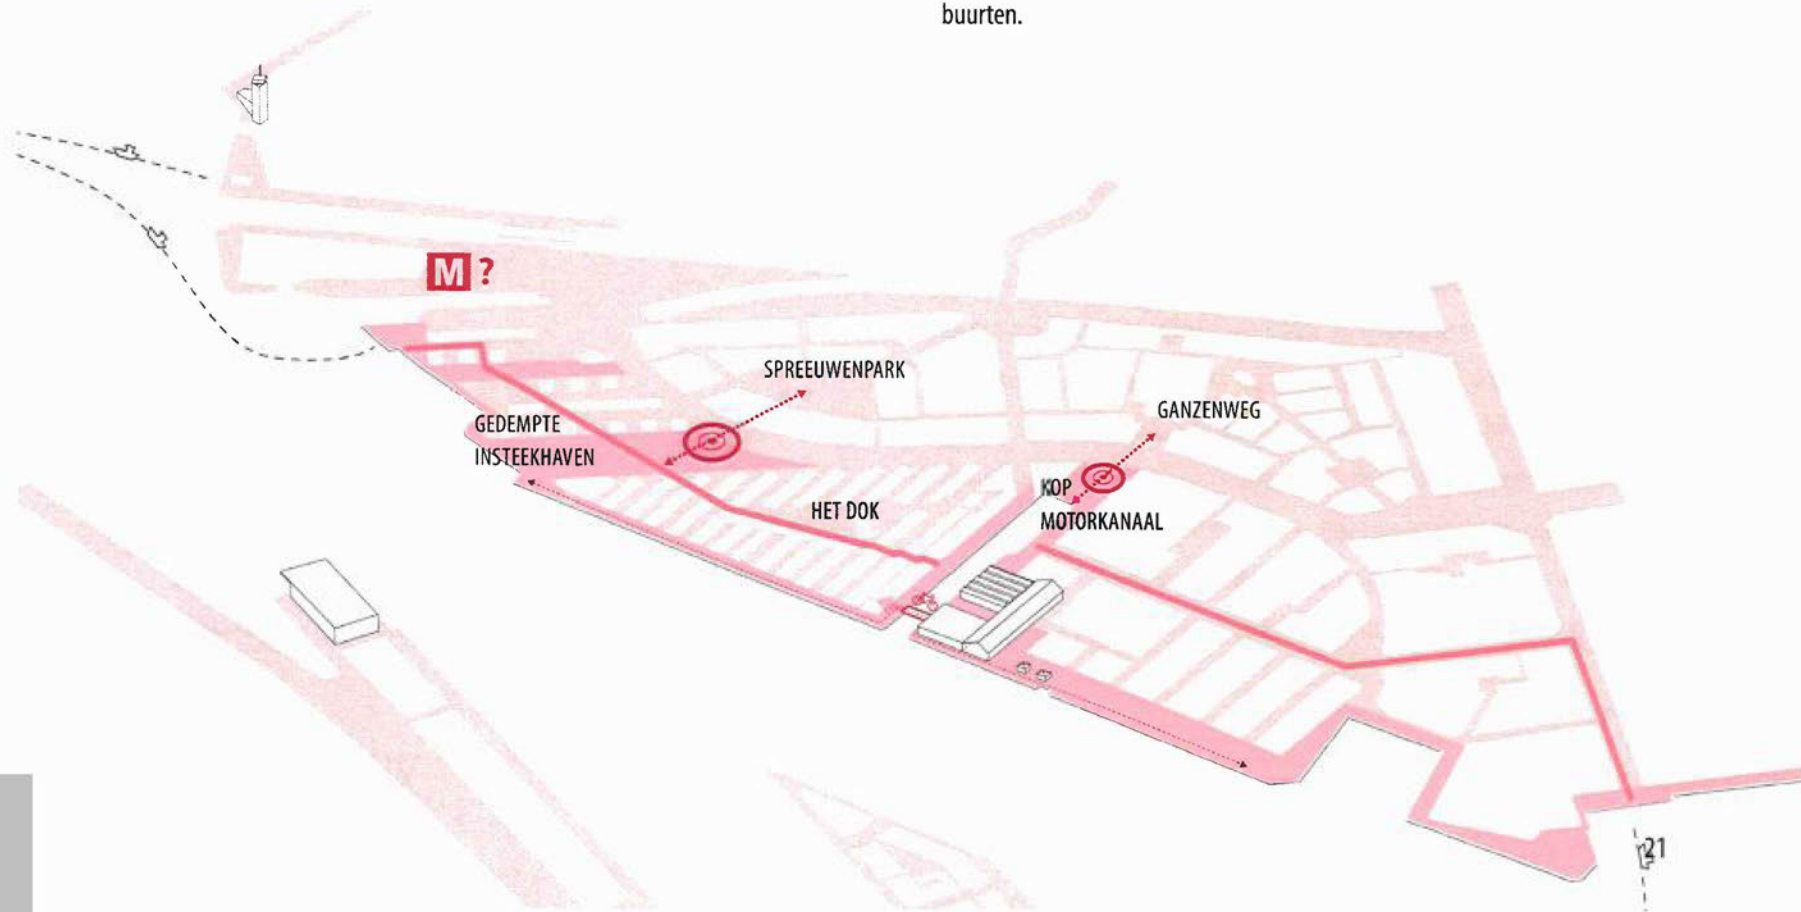 buurten.
M ?
SPREEUWENPARK
GANZENWEG
GEDEMPTE
INSTEEKHAVEN
KOP
MOTORKANAAL
HET DOK
21